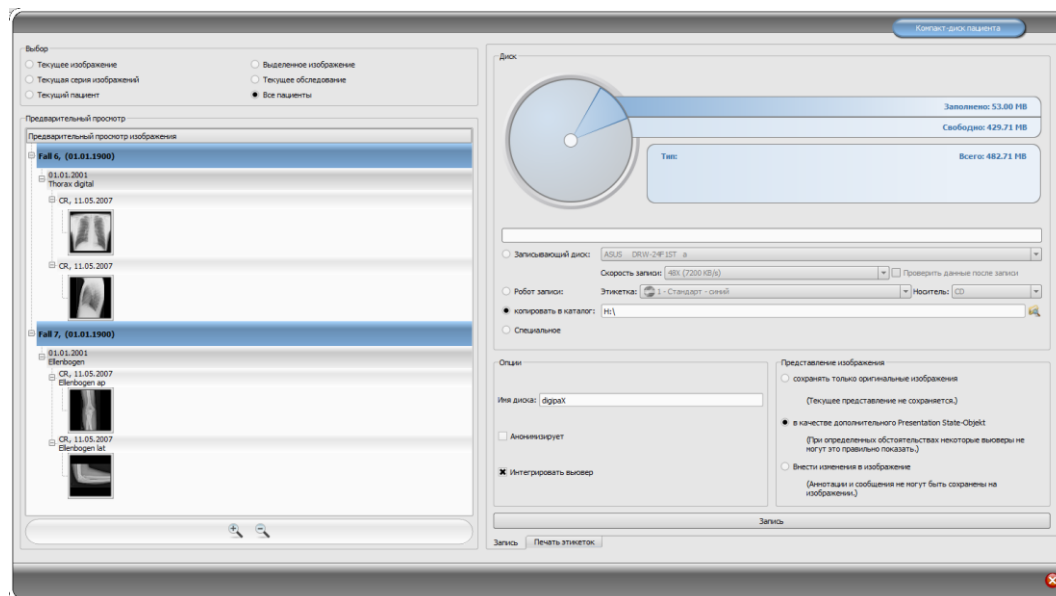 Компакт-диск пациента
Выбор
Текущее изображение
Выделенное изображение
Текущая серия изображений
Текущее обследование
Текущий пациент
Все пациенты
Предварительный просмотр
Предварительный просмотр изображения
Fall 6, (01.01.1900)
01.01.2001
Thorax digital
CR, 11.05.2007
CR, 11.05.2007
Fall 7, (01.01.1900)
01.01.2001
Ellenbogen
CR, 11.05.2007
Ellenbogen ap
CR, 11.05.2007
Ellenbogen lat
Диск
Заполнено: 53.00 MB
Свободно: 429.71 MB
Тип:
Всего: 482.71 MB
Записывающий диск: ASUS DRW-24F1ST a
Скорость записи: 48X (7200 KB/s) Проверить данные после записи
Робот записи: Этикетка: 1 - Стандарт - синий Носитель: CD
копировать в каталог: H:\
Специальное
Опции
Имя диска: digipaX
Анонимизирует
Интегрировать вьювер
Представление изображения
сохранять только оригинальные изображения
(Текущее представление не сохраняется.)
в качестве дополнительного Presentation State-Objekt
(При определенных обстоятельствах некоторые вьюверы не
могут это правильно показать.)
Внести изменения в изображение
(Аннотации и сообщения не могут быть сохранены на
изображении.)
Запись
Запись Печать этикеток